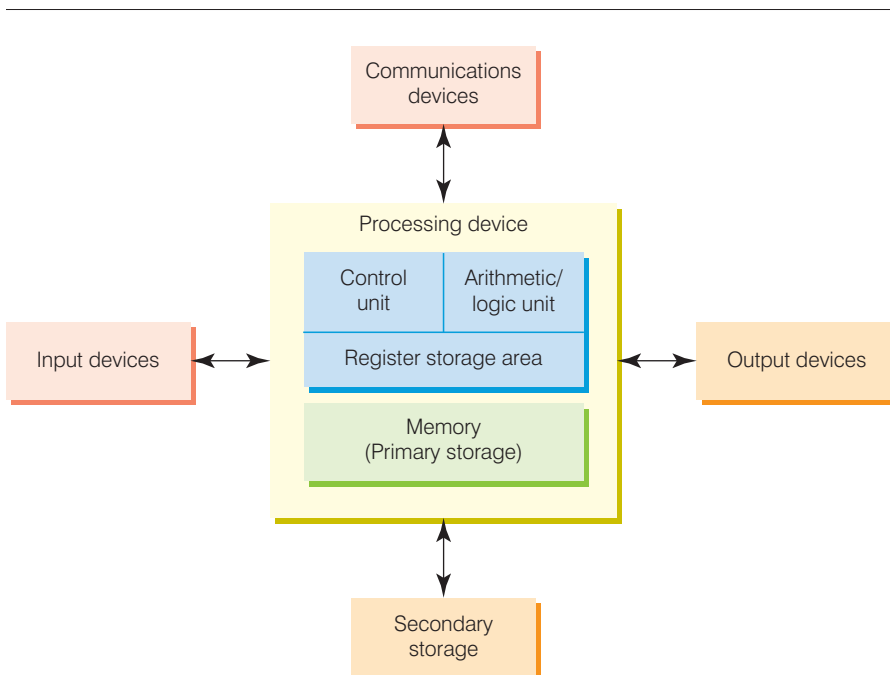 Communications
devices
Processing device
Control
unit
Arithmetic/
logic unit
Input devices
Register storage area
Output devices
Memory
(Primary storage)
Secondary
storage